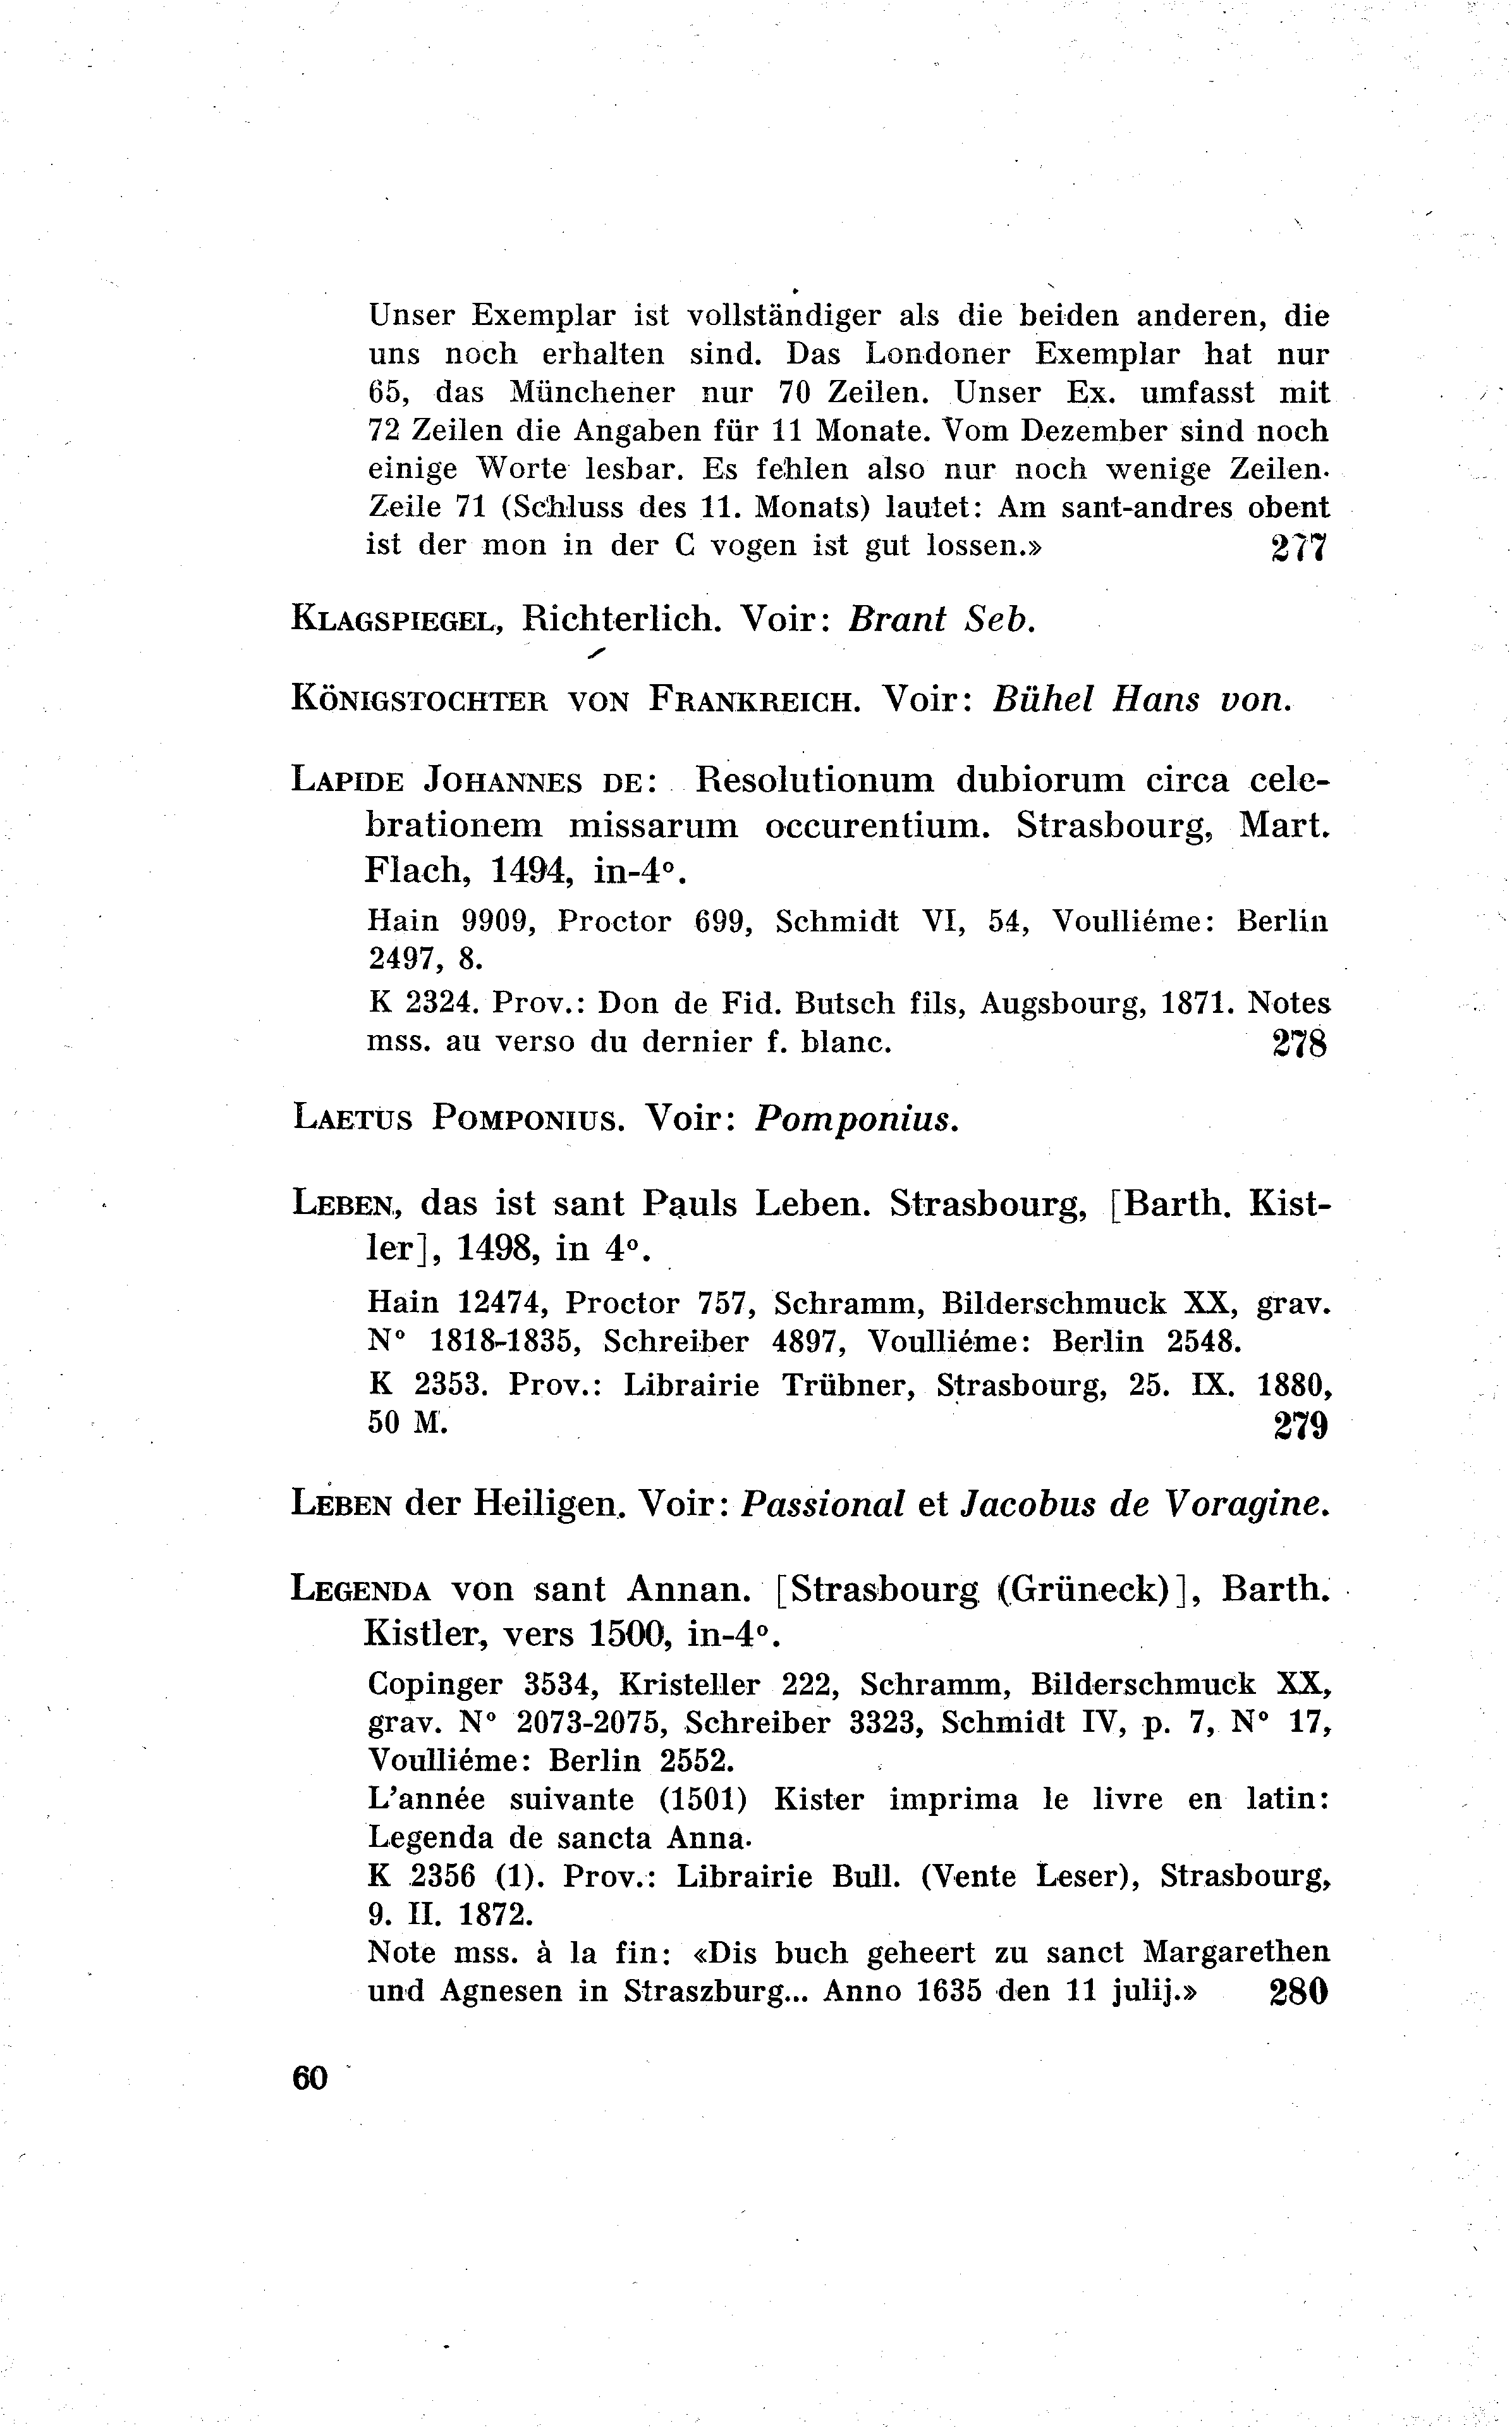 Unser Exemplar ist vollständiger als die beiden anderen, die
uns noch erhalten sind. Das Londoner Exemplar hat nur
65, das Münchener nur 70 Zeilen. Unser Ex. umfasst mit
72 Zeilen die Angaben für 11 Monate. Vom Dezember sind noch
einige Worte lesbar. Es fehlen also nur noch wenige Zeilen.
Zeile 71 (Schluss des 11. Monats) lautet: Am sant-andres obent
ist der mon in der C vogen ist gut lossen.» 277
KLAGSPIEGEL, Richterlich. Voir: Brant Seb.
KÖNIGSTOCHTER VON FRANKREICH. Voir: Bühel Hans von.
LAPIDE JOHANNES DE: Resolutionum dubiorum circa cele-
brationem missarum occurentium. Strasbourg, Mart.
Flach, 1494, in-4°.
Hain 9909, Proctor 699, Schmidt VI, 54, Voulliéme: Berlin
2497, 8.
K 2324. Prov.: Don de Fid. Butsch fils, Augsbourg, 1871. Notes
mss. au verso du dernier f. blanc. 278
LAETUS POMPONIUS. Voir: Pomponius.
LEBEN, das ist sant Pauls Leben. Strasbourg, [Barth. Kist-
ler], 1498, in 4°.
Hain 12474, Proctor 757, Schramm, Bilderschmuck XX, grav.
N° 1818-1835, Schreiber 4897, Voulliéme: Berlin 2548.
K 2353. Prov.: Librairie Trübner, Strasbourg, 25. IX. 1880,
50 M. 279
LEBEN der Heiligen. Voir: Passional et Jacobus de Voragine.
LEGENDA von sant Annan. [Strasbourg (Grüneck)], Barth.
Kistler, vers 1500, in-4°.
Copinger 3534, Kristeller 222, Schramm, Bilderschmuck XX,
grav. N° 2073-2075, Schreiber 3323, Schmidt IV, p. 7, N° 17,
Voulliéme: Berlin 2552.
L'année suivante (1501) Kister imprima le livre en latin:
Legenda de sancta Anna.
K 2356 (1). Prov.: Librairie Bull. (Vente Leser), Strasbourg,
9. II. 1872.
Note mss. à la fin: «Dis buch geheert zu sanct Margarethen
und Agnesen in Straszburg... Anno 1635 den 11 julij.» 280
60